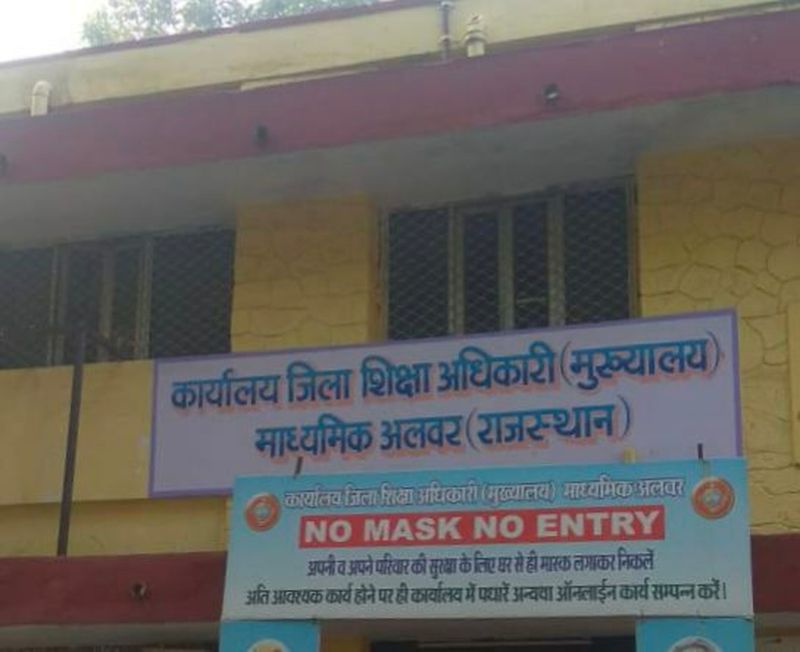 कार्यालय जिला शिक्षा अधिकारी (मुख्यालय)
माध्यमिक अलवर (राजस्थान)
कार्यालय जिला शिक्षा अधिकारी (मुख्यालय) माध्यमिक अलवर
NO MASK NO ENTRY
अपनी व अपने परिवार की सुरक्षा के लिए घर से ही मास्क लगाकर निकलें
अति आवश्यक कार्य होने पर ही कार्यालय में पधारें अन्यथा ऑनलाईन कार्य सम्पन्न करें।